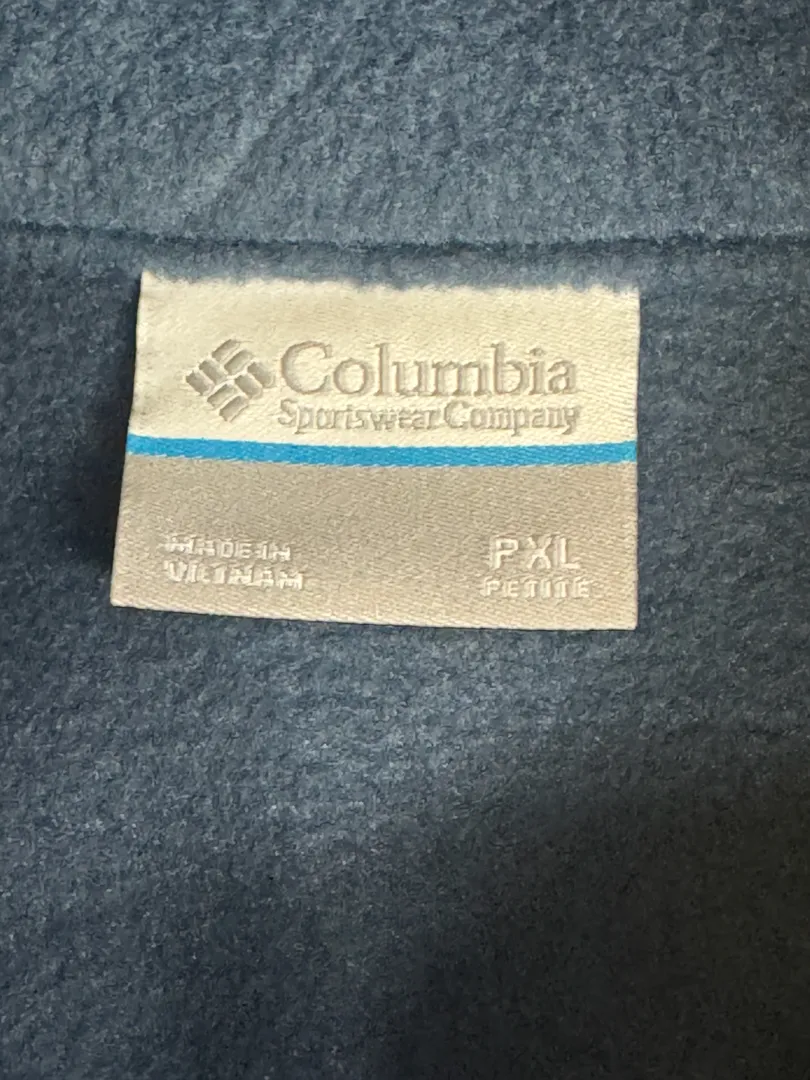 Columbia
Sportswear Company
MADE IN
VIETNAM
PXL
PETITE